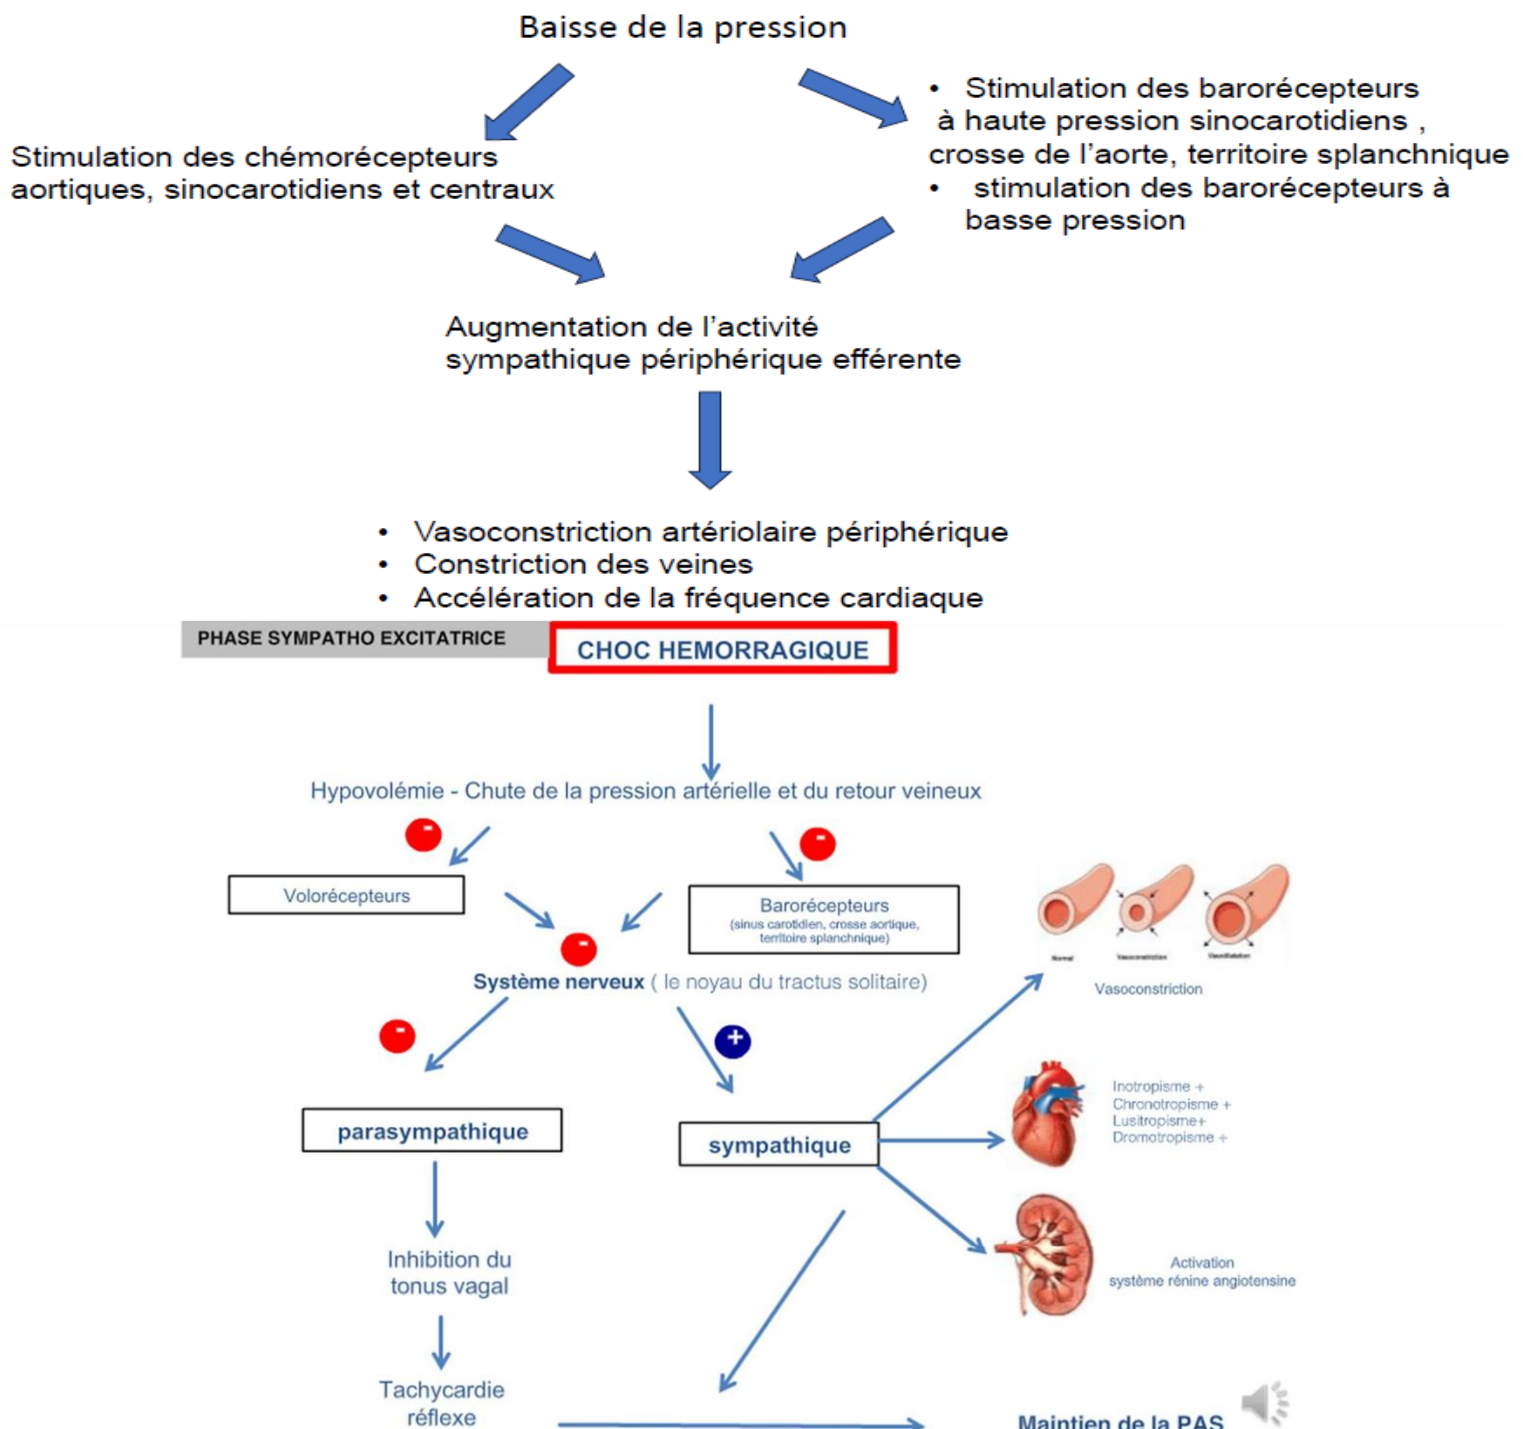 Baisse de la pression
Stimulation des chémorécepteurs
aortiques, sinocarotidiens et centraux
• Stimulation des barorécepteurs
à haute pression sinocarotidiens ,
crosse de l'aorte, territoire splanchnique
• stimulation des barorécepteurs à
basse pression
Augmentation de l'activité
sympathique périphérique efférente
• Vasoconstriction artériolaire périphérique
• Constriction des veines
• Accélération de la fréquence cardiaque
PHASE SYMPATHO EXCITATRICE
CHOC HEMORRAGIQUE
Hypovolémie - Chute de la pression artérielle et du retour veineux
-
-
Volorécepteurs
Barorécepteurs
(sinus carotidien, crosse aortique,
territoire splanchnique)
-
Système nerveux ( le noyau du tractus solitaire)
Normal
Vasoconstriction
Vasodilatation
Vasoconstriction
-
+
Inotropisme +
Chronotropisme +
Lusitropisme+
Dromotropisme +
parasympathique
sympathique
Inhibition du
tonus vagal
Activation
système rénine angiotensine
Tachycardie
réflexe
Maintien de la PAS